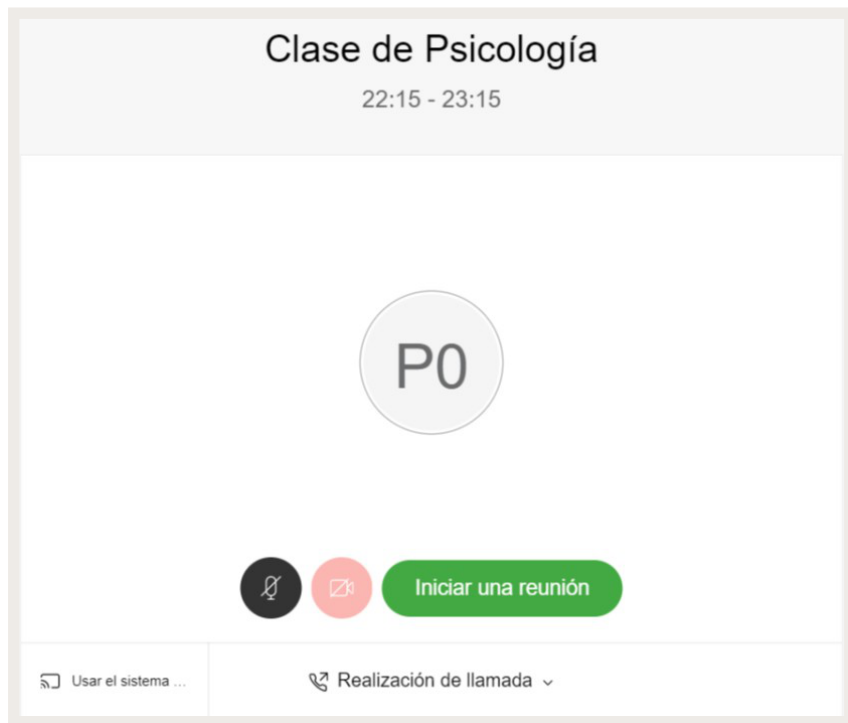 Clase de Psicología
22:15 - 23:15
P0
Iniciar una reunión
Usar el sistema ...
Realización de llamada